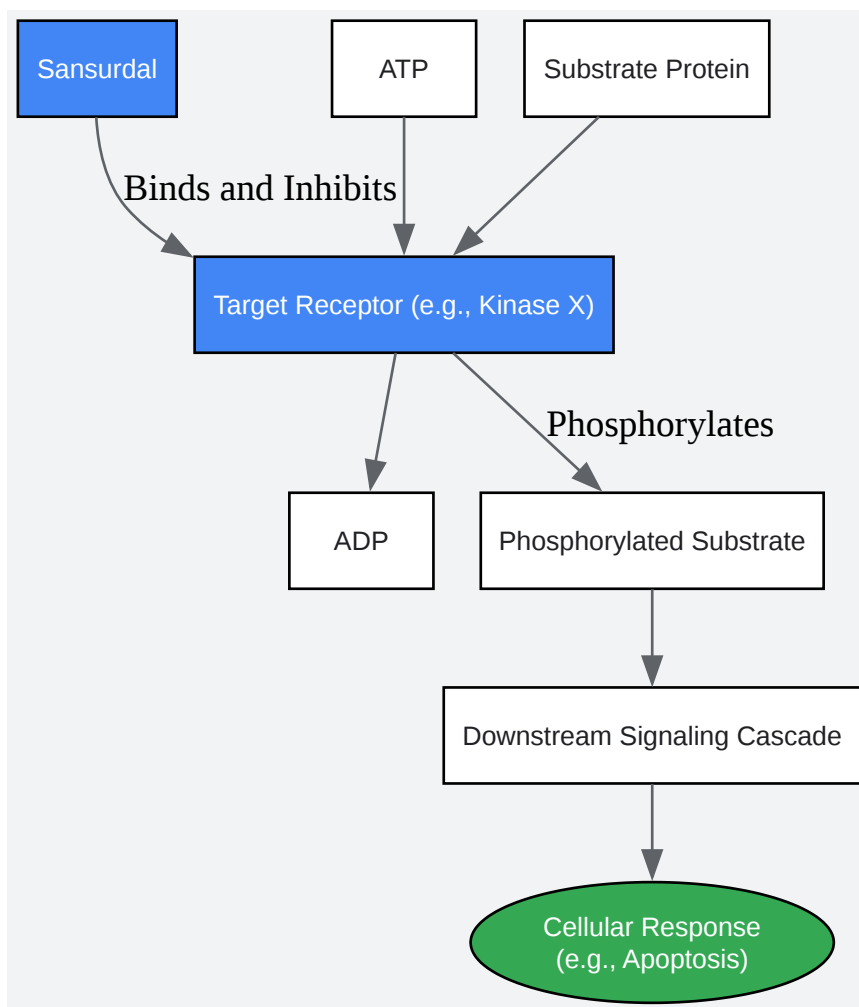 Sansurdal
ATP
Substrate Protein
Binds and Inhibits
Target Receptor (e.g., Kinase X)
Phosphorylates
ADP
Phosphorylated Substrate
Downstream Signaling Cascade
Cellular Response
(e.g., Apoptosis)